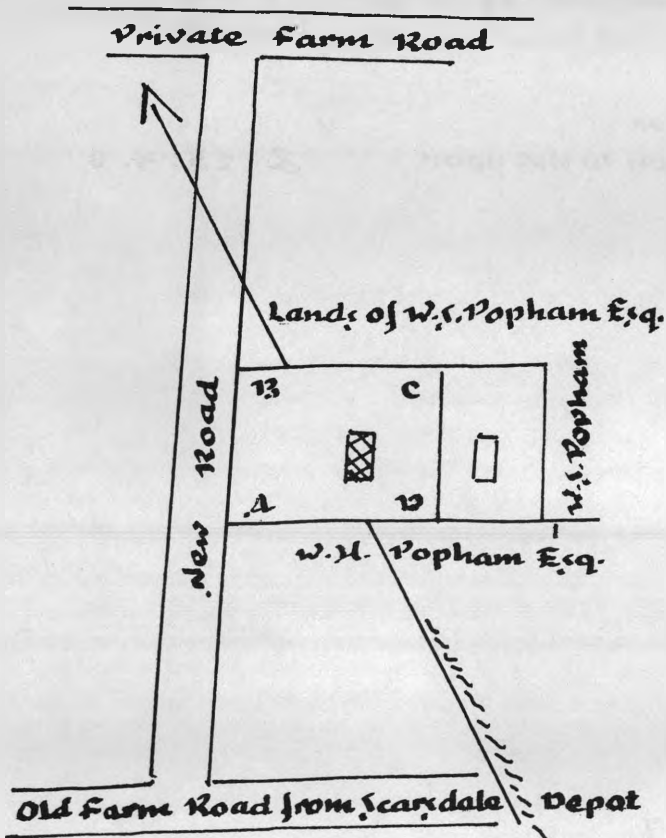 Private Farm Road
Lands of W.S. Popham Esq.
B
C
W.S. Popham
New Road
A
D
W.H. Popham Esq.
Old Farm Road from Scarsdale Depot